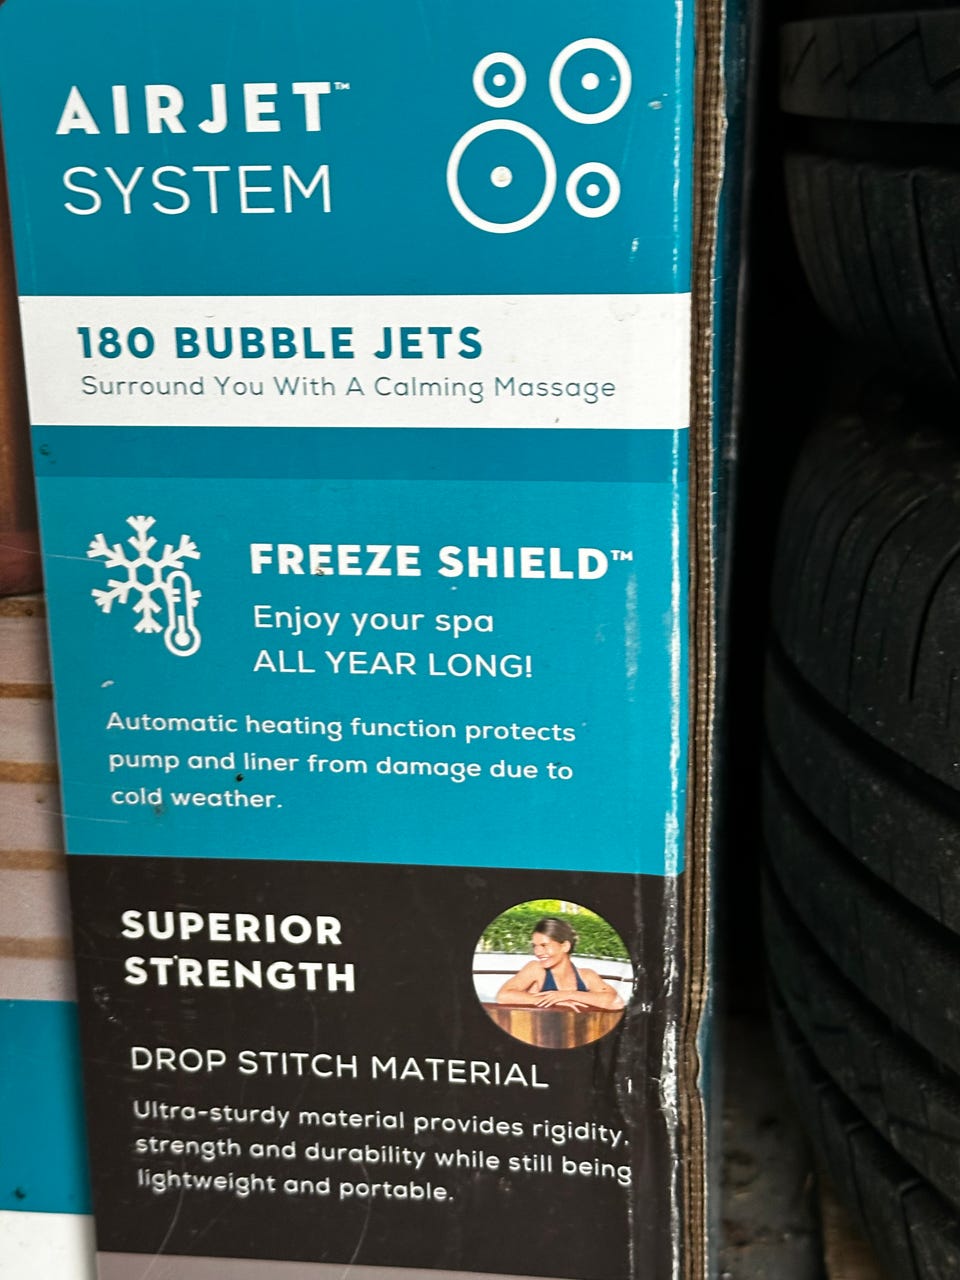 AIRJET™
SYSTEM
180 BUBBLE JETS
Surround You With A Calming Massage
FREEZE SHIELD™
Enjoy your spa
ALL YEAR LONG!
Automatic heating function protects
pump and liner from damage due to
cold weather.
SUPERIOR
STRENGTH
DROP STITCH MATERIAL
Ultra-sturdy material provides rigidity,
strength and durability while still being
lightweight and portable.